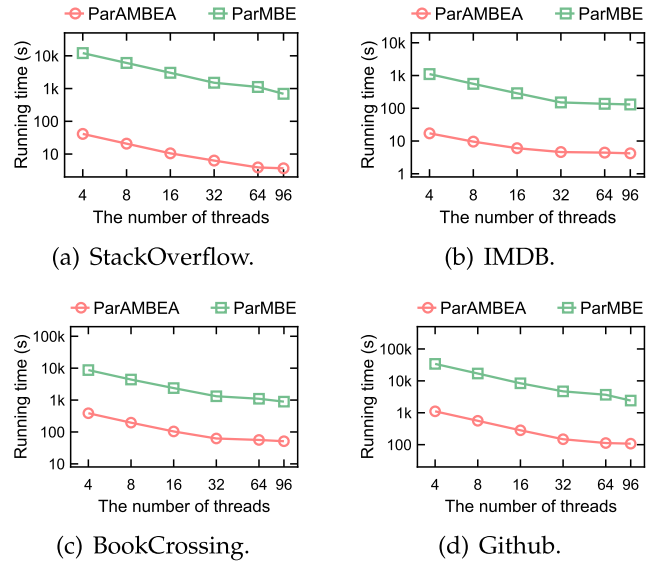 ParAMBEA ParMBE
Running time (s)
10k
1k
100
10
4 8 16 32 64 96
The number of threads
(a) StackOverflow.
ParAMBEA ParMBE
Running time (s)
10k
1k
100
10
1
4 8 16 32 64 96
The number of threads
(b) IMDB.
ParAMBEA ParMBE
Running time (s)
100k
10k
1k
100
10
4 8 16 32 64 96
The number of threads
(c) BookCrossing.
ParAMBEA ParMBE
Running time (s)
100k
10k
1k
100
4 8 16 32 64 96
The number of threads
(d) Github.